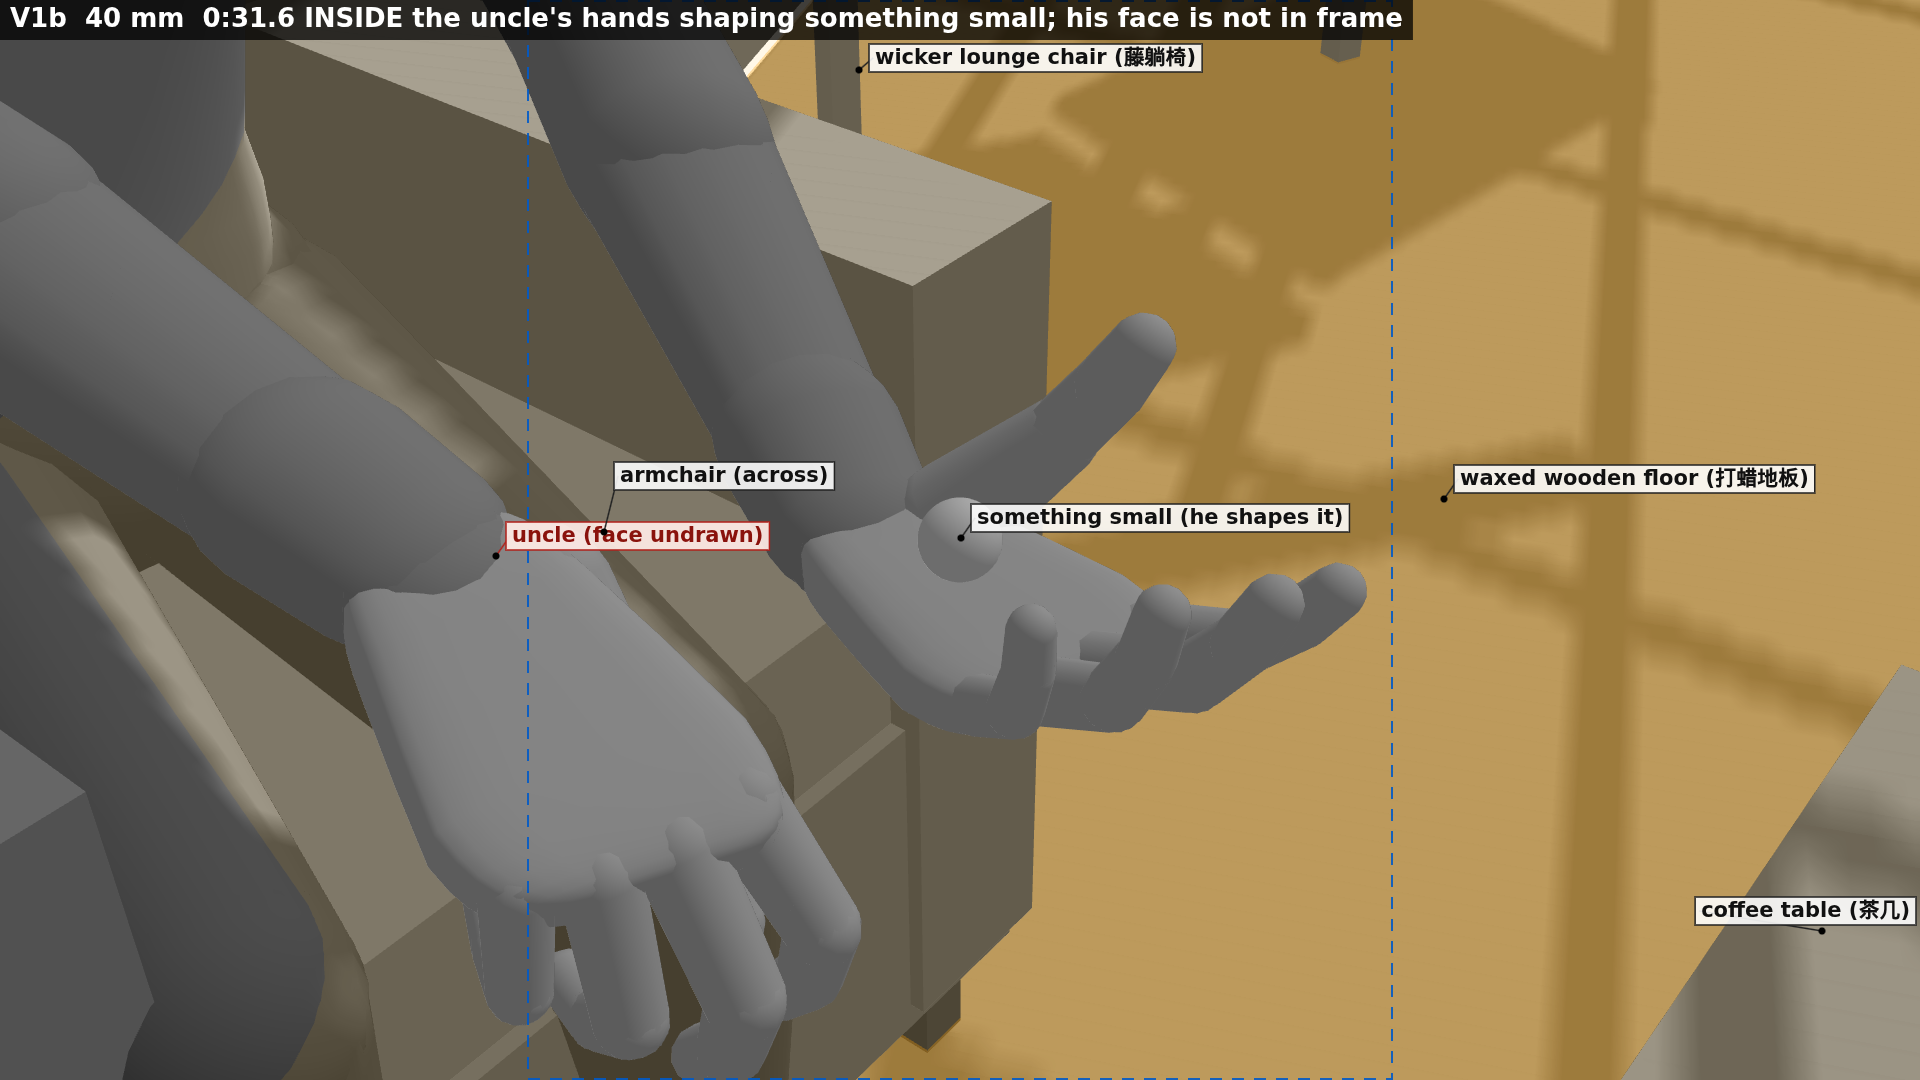 V1b 40 mm 0:31.6 INSIDE the uncle's hands shaping something small; his face is not in frame
wicker lounge chair (藤躺椅)
armchair (across)
waxed wooden floor (打蜡地板)
something small (he shapes it)
uncle (face undrawn)
coffee table (茶几)